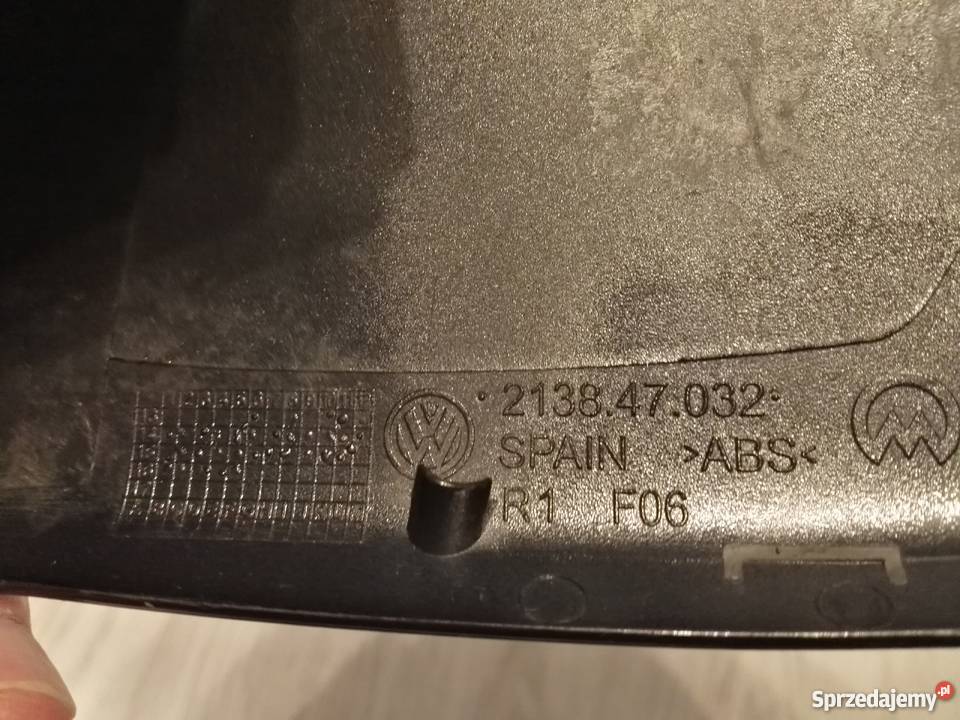 2138.47.032
SPAIN >ABS<
R1 F06
Sprzedajemy.pl